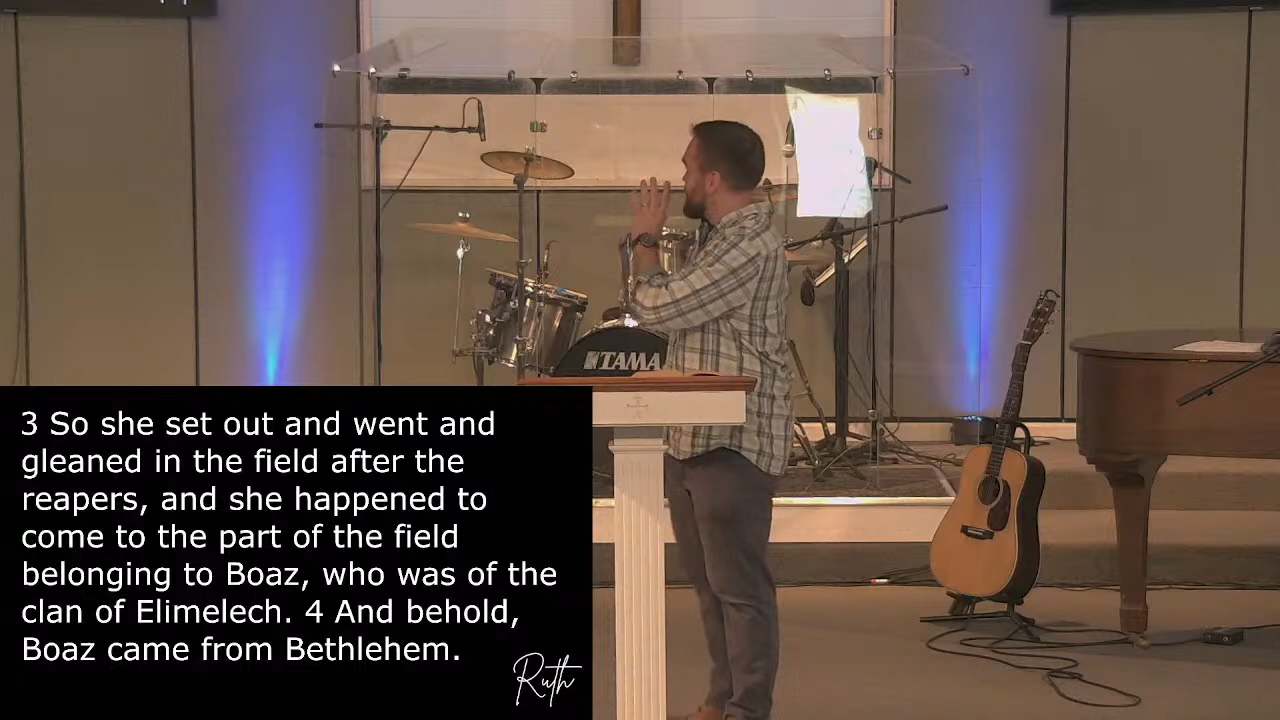 TAMA
3 So she set out and went and
gleaned in the field after the
reapers, and she happened to
come to the part of the field
belonging to Boaz, who was of the
clan of Elimelech. 4 And behold,
Boaz came from Bethlehem.
Ruth